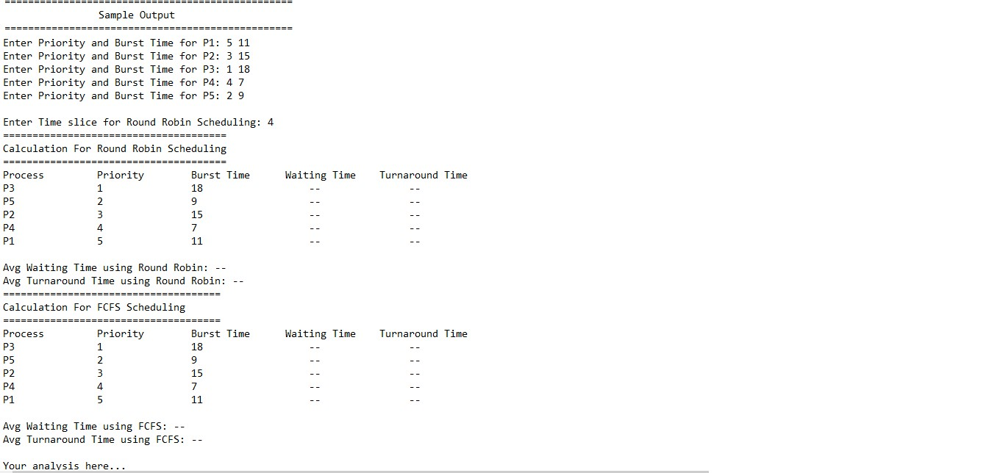 =================================================
Sample Output
=================================================
Enter Priority and Burst Time for P1: 5 11
Enter Priority and Burst Time for P2: 3 15
Enter Priority and Burst Time for P3: 1 18
Enter Priority and Burst Time for P4: 4 7
Enter Priority and Burst Time for P5: 2 9

Enter Time slice for Round Robin Scheduling: 4
======================================
Calculation For Round Robin Scheduling
======================================
Process         Priority        Burst Time      Waiting Time    Turnaround Time
P3              1               18                  --               --
P5              2               9                   --               --
P2              3               15                  --               --
P4              4               7                   --               --
P1              5               11                  --               --

Avg Waiting Time using Round Robin: --
Avg Turnaround Time using Round Robin: --
=====================================
Calculation For FCFS Scheduling
=====================================
Process         Priority        Burst Time      Waiting Time    Turnaround Time
P3              1               18                  --               --
P5              2               9                   --               --
P2              3               15                  --               --
P4              4               7                   --               --
P1              5               11                  --               --

Avg Waiting Time using FCFS: --
Avg Turnaround Time using FCFS: --

Your analysis here...